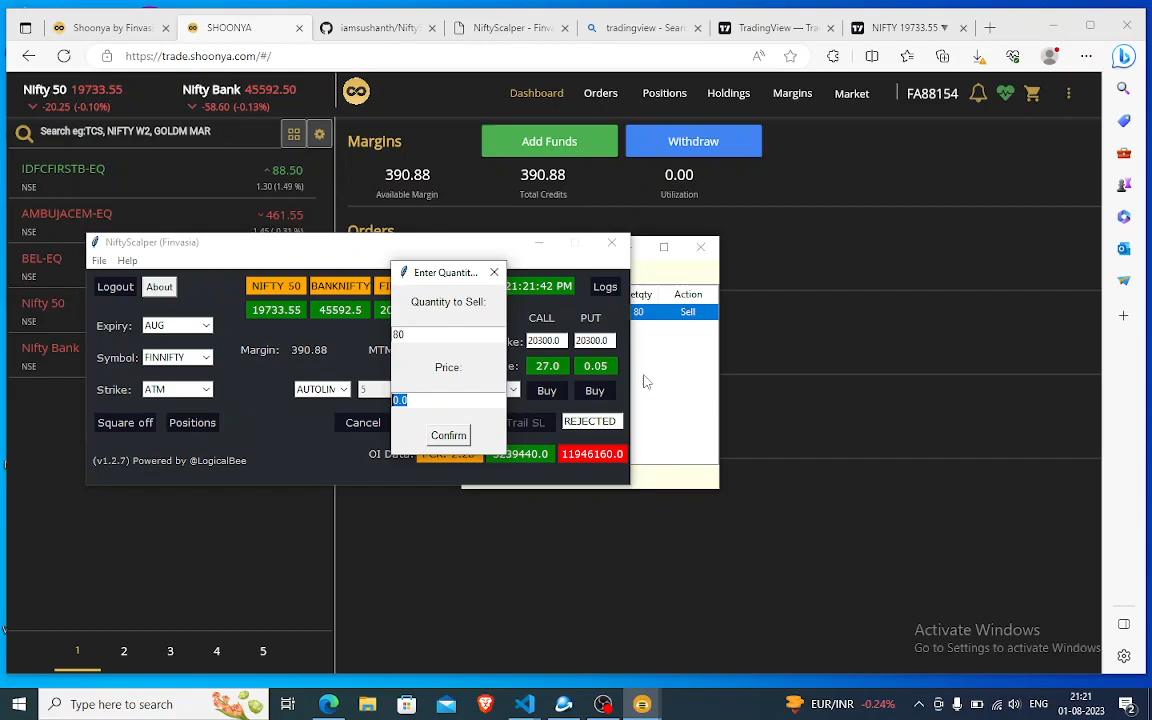 Shoonya by Finvas
SHOONYA
iamsushanth/Nifty
NiftyScalper - Finva
tradingview - Sear
TradingView — Tra
NIFTY 19733.55 ▼
https://trade.shoonya.com/#/
Nifty 50 19733.55
-20.25 (-0.10%)
Nifty Bank 45592.50
-58.60 (-0.13%)
Dashboard
Orders
Positions
Holdings
Margins
Market
FA88154
Search eg:TCS, NIFTY W2, GOLDM MAR
Margins
Add Funds
Withdraw
390.88
Available Margin
390.88
Total Credits
0.00
Utilization
Orders
IDFCFIRSTB-EQ
88.50
NSE
1.30 (1.49 %)
AMBUJACEM-EQ
461.55
NSE
BEL-EQ
NSE
Nifty 50
NSE
Nifty Bank
NSE
NiftyScalper (Finvasia)
File Help
Logout
About
NIFTY 50
BANKNIFTY
19733.55
45592.5
21:21:42 PM
Logs
Expiry: AUG
Symbol: FINNIFTY
Strike: ATM
Margin: 390.88
MTM
AUTOLIM
5
CALL
PUT
20300.0
20300.0
27.0
0.05
Buy
Buy
Square off
Positions
Cancel
Trail SL
REJECTED
(v1.2.7) Powered by @LogicalBee
OI Data:
11946160.0
Enter Quantit...
Quantity to Sell:
80
Price:
0.0
Confirm
etqty
Action
80
Sell
1
2
3
4
5
Activate Windows
Go to Settings to activate Windows
Type here to search
EUR/INR -0.24%
ENG
21:21
01-08-2023
2